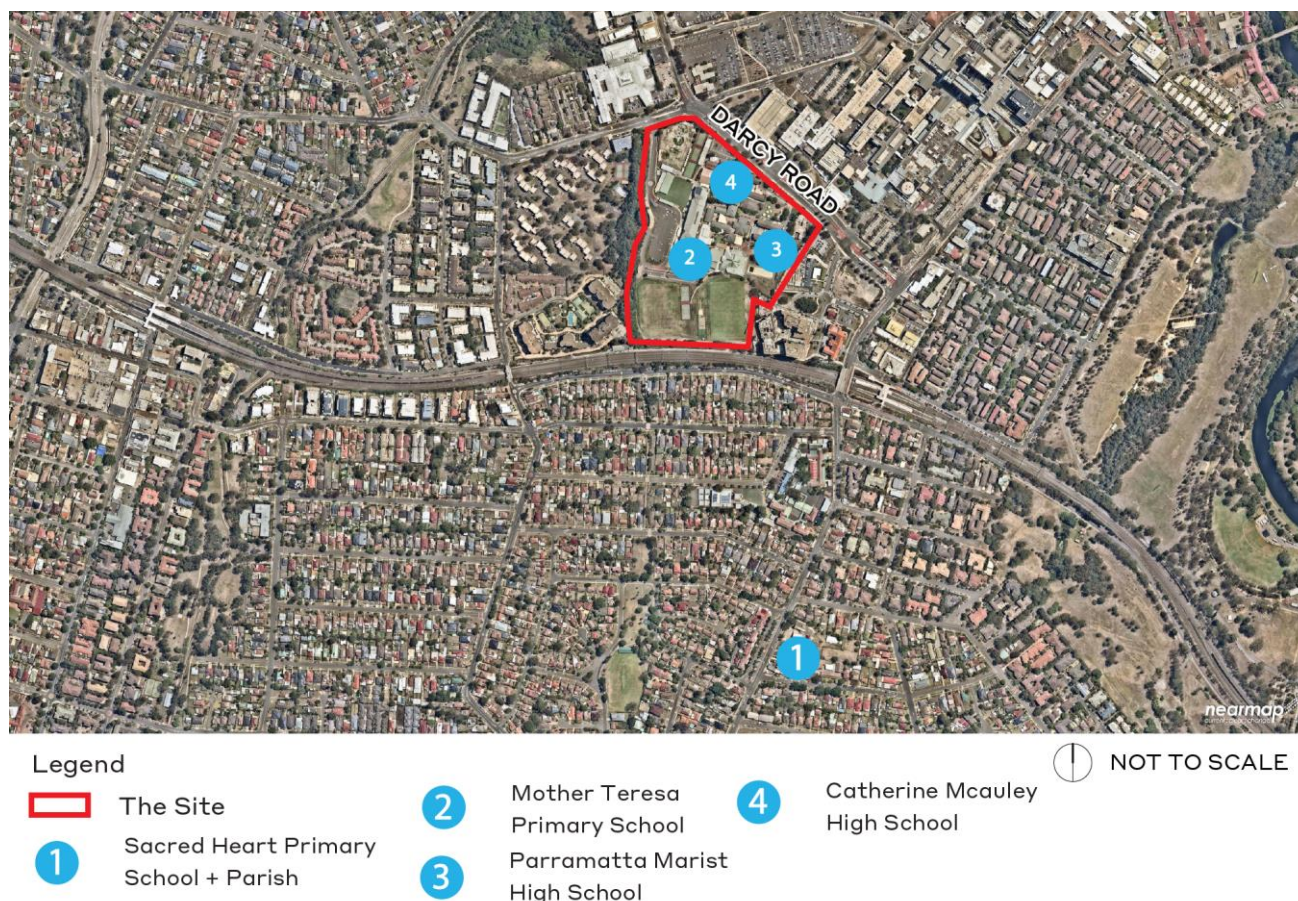 DARCY ROAD
4
2
3
1
nearmap
Legend
NOT TO SCALE
The Site
1
Sacred Heart Primary
School + Parish
2
Mother Teresa
Primary School
3
Parramatta Marist
High School
4
Catherine Mcauley
High School